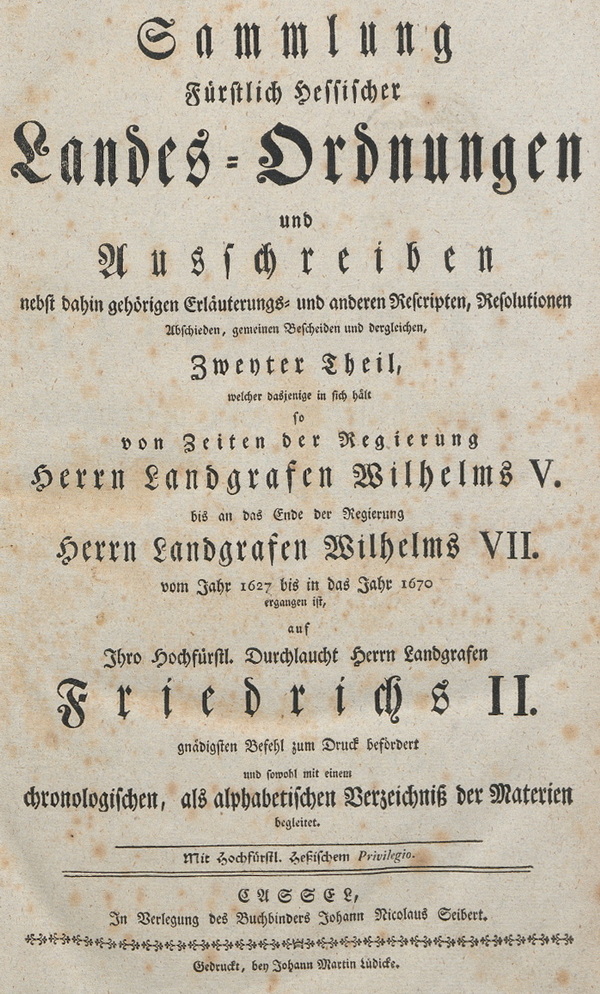 Sammlung
Fürstlich Hessischer
Landes-Ordnungen
und
Ausschreiben
nebst dahin gehörigen Erläuterungs- und anderen Rescripten, Resolutionen
Abschieden, gemeinen Bescheiden und dergleichen,
Zweyter Theil,
welcher dasjenige in sich hält
so
von Zeiten der Regierung
Herrn Landgrafen Wilhelms V.
bis an das Ende der Regierung
Herrn Landgrafen Wilhelms VII.
vom Jahr 1627 bis in das Jahr 1670
ergangen ist,
auf
Ihro Hochfürstl. Durchlaucht Herrn Landgrafen
Friedrichs II.
gnädigsten Befehl zum Druck befördert
und sowohl mit einem
chronologischen, als alphabetischen Verzeichniß der Materien
begleitet.
Mit Hochfürstl. Heßischem Privilegio.
CASSEL,
In Verlegung des Buchbinders Johann Nicolaus Seibert.
Gedruckt, bey Johann Martin Lüdicke.